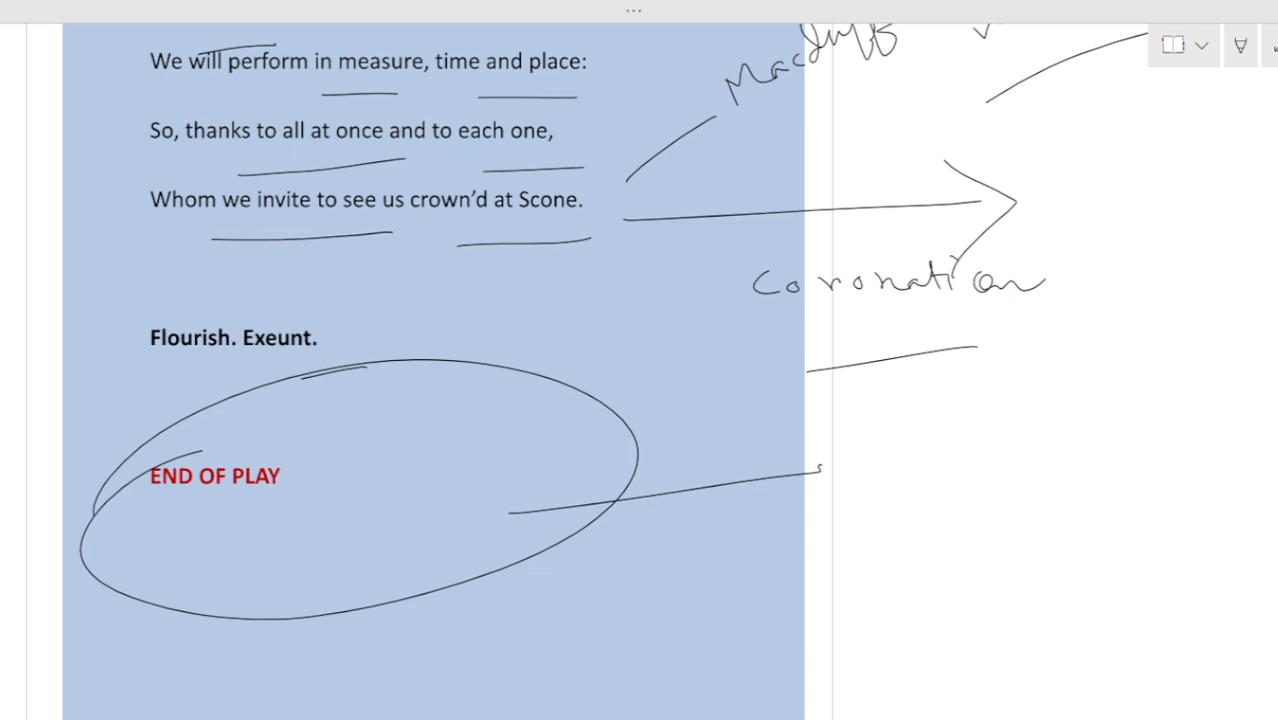 We will perform in measure, time and place:
Macduff
So, thanks to all at once and to each one,
Whom we invite to see us crown’d at Scone.
Coronation
Flourish. Exeunt.
END OF PLAY